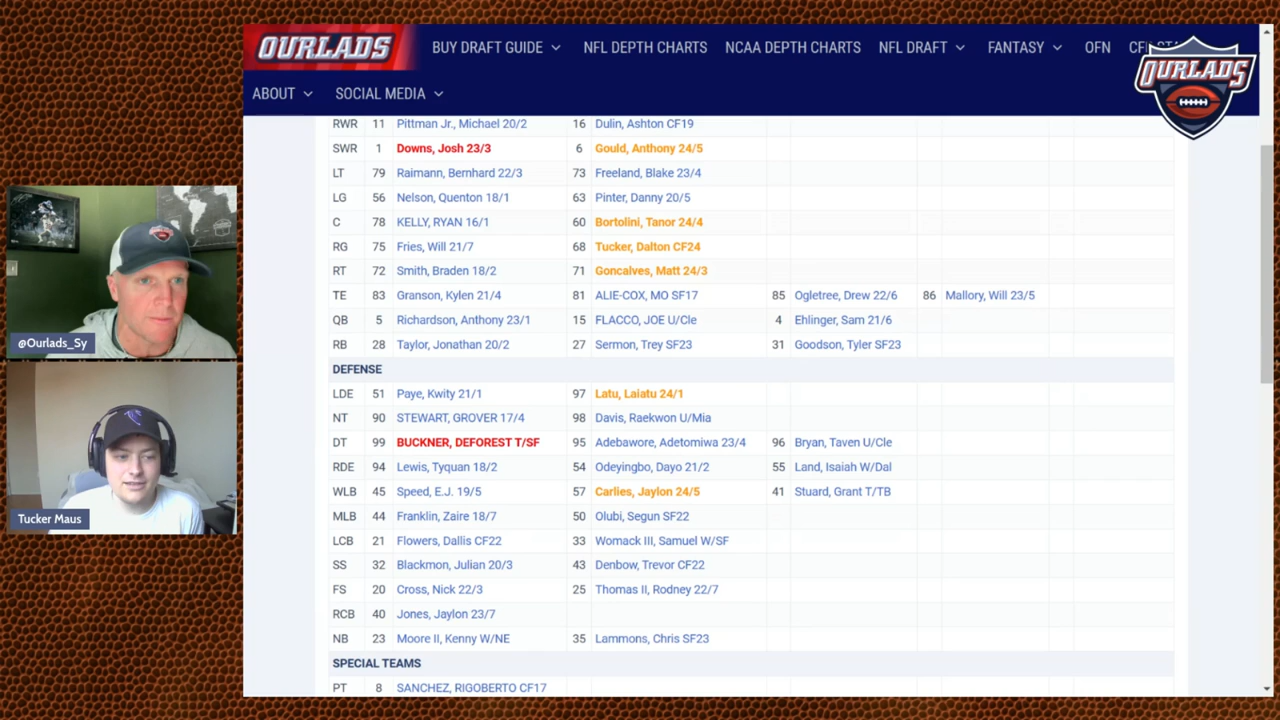 OURLADS BUY DRAFT GUIDE NFL DEPTH CHARTS NCAA DEPTH CHARTS NFL DRAFT FANTASY OFN
ABOUT SOCIAL MEDIA
OURLADS
RWR 11 Pittman Jr., Michael 20/2 16 Dulin, Ashton CF19
SWR 1 Downs, Josh 23/3 6 Gould, Anthony 24/5
LT 79 Raimann, Bernhard 22/3 73 Freeland, Blake 23/4
LG 56 Nelson, Quenton 18/1 63 Pinter, Danny 20/5
C 78 KELLY, RYAN 16/1 60 Bortolini, Tanor 24/4
RG 75 Fries, Will 21/7 68 Tucker, Dalton CF24
RT 72 Smith, Braden 18/2 71 Goncalves, Matt 24/3
TE 83 Granson, Kylen 21/4 81 ALIE-COX, MO SF17 85 Ogletree, Drew 22/6 86 Mallory, Will 23/5
QB 5 Richardson, Anthony 23/1 15 FLACCO, JOE U/Cle 4 Ehlinger, Sam 21/6
RB 28 Taylor, Jonathan 20/2 27 Sermon, Trey SF23 31 Goodson, Tyler SF23
DEFENSE
LDE 51 Paye, Kwity 21/1 97 Latu, Laiatu 24/1
NT 90 STEWART, GROVER 17/4 98 Davis, Raekwon U/Mia
DT 99 BUCKNER, DEFOREST T/SF 95 Adebawore, Adetomiwa 23/4 96 Bryan, Taven U/Cle
RDE 94 Lewis, Tyquan 18/2 54 Odeyingbo, Dayo 21/2 55 Land, Isaiah W/Dal
WLB 45 Speed, E.J. 19/5 57 Carlies, Jaylon 24/5 41 Stuard, Grant T/TB
MLB 44 Franklin, Zaire 18/7 50 Olubi, Segun SF22
LCB 21 Flowers, Dallis CF22 33 Womack III, Samuel W/SF
SS 32 Blackmon, Julian 20/3 43 Denbow, Trevor CF22
FS 20 Cross, Nick 22/3 25 Thomas II, Rodney 22/7
RCB 40 Jones, Jaylon 23/7
NB 23 Moore II, Kenny W/NE 35 Lammons, Chris SF23
SPECIAL TEAMS
PT 8 SANCHEZ, RIGOBERTO CF17
@Ourlads_Sy
Tucker Maus